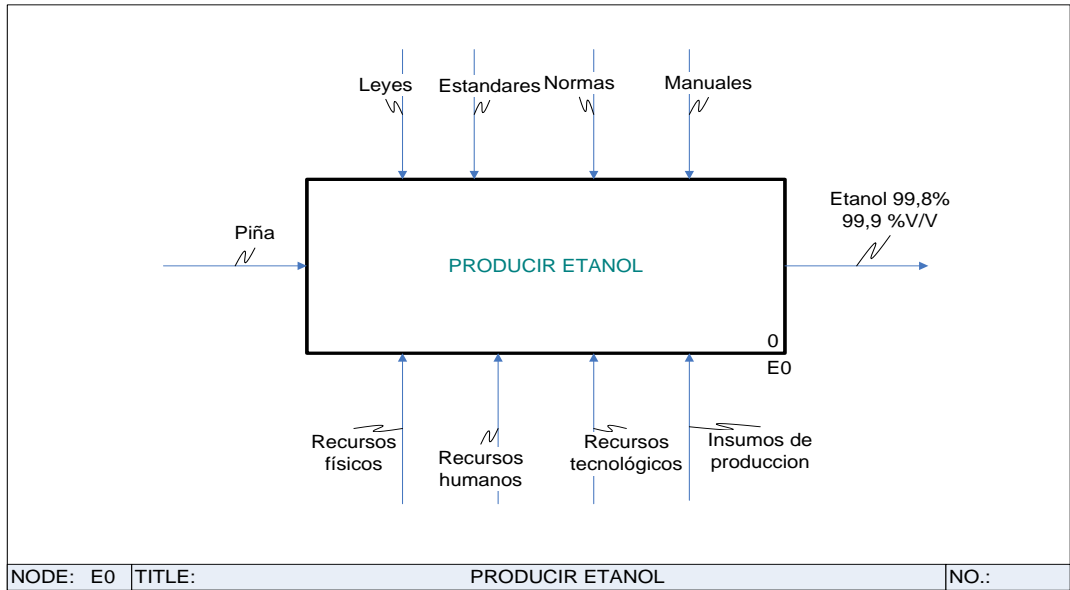 Leyes
Estandares
Normas
Manuales
Piña
PRODUCIR ETANOL
Etanol 99,8%
99,9 %V/V
0
E0
Recursos
físicos
Recursos
humanos
Recursos
tecnológicos
Insumos de
produccion
NODE: E0
TITLE:
PRODUCIR ETANOL
NO.: